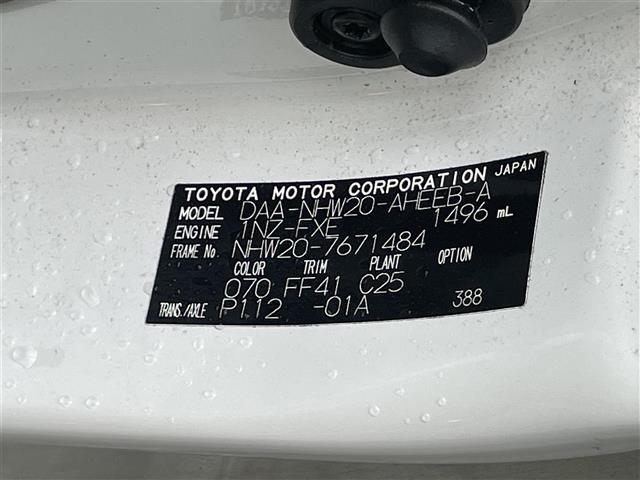 TOYOTA MOTOR CORPORATION JAPAN
MODEL DAA-NHW20-AHEEB-A
ENGINE 1NZ-FXE 1496 mL
FRAME No. NHW20-7671484
COLOR TRIM PLANT OPTION
070 FF41 C25
TRANS./AXLE P112 -01A 388